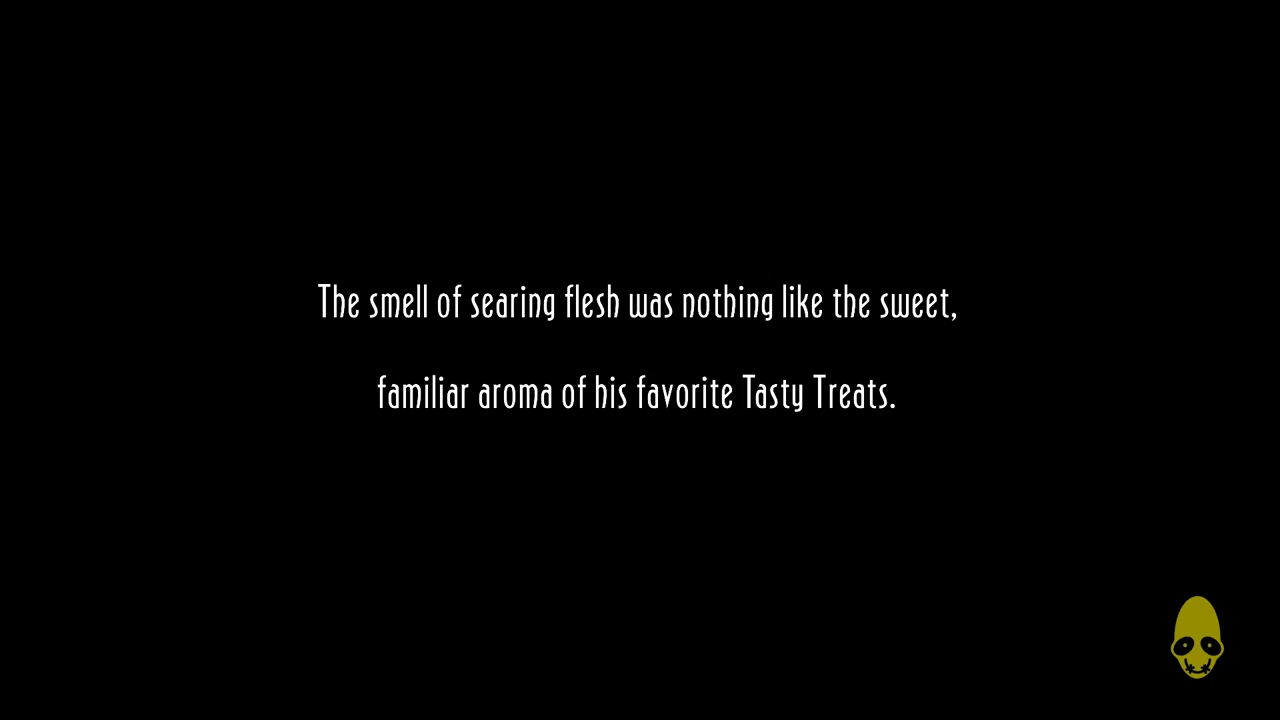 The smell of searing flesh was nothing like the sweet,
familiar aroma of his favorite Tasty Treats.